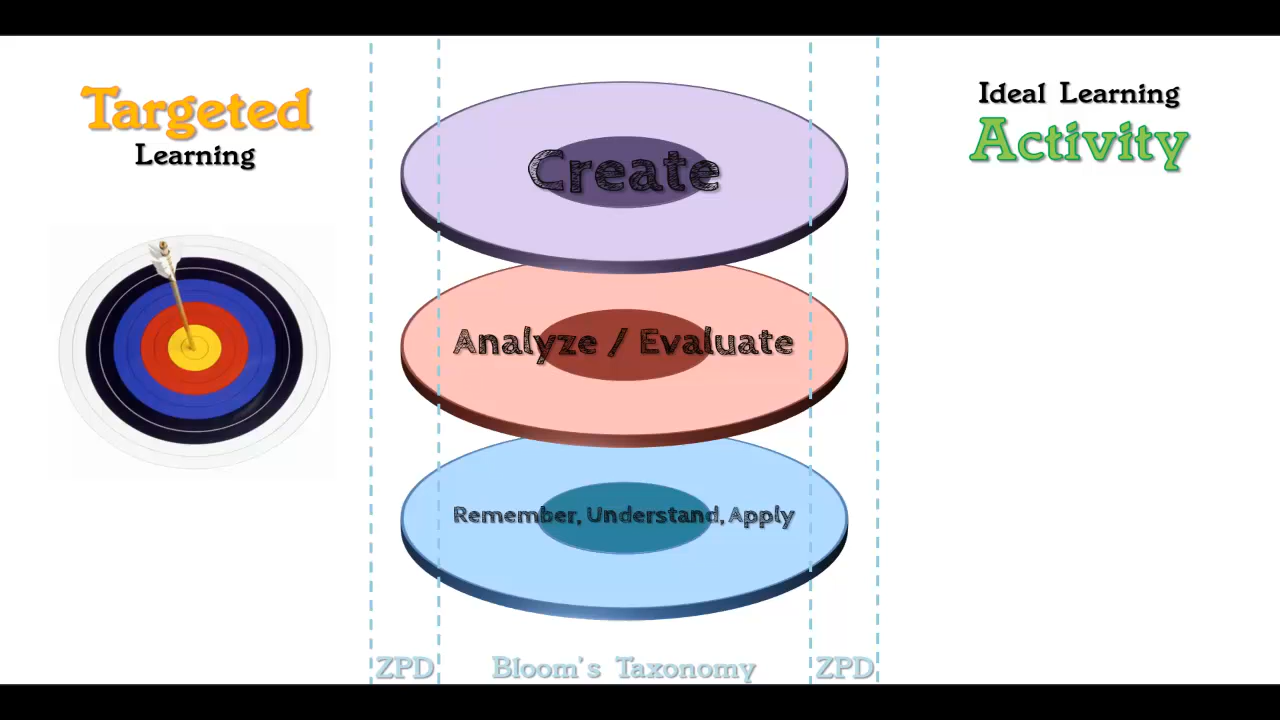 Targeted
Learning
Create
Analyze / Evaluate
Remember, Understand, Apply
Ideal Learning
Activity
ZPD
Bloom's Taxonomy
ZPD